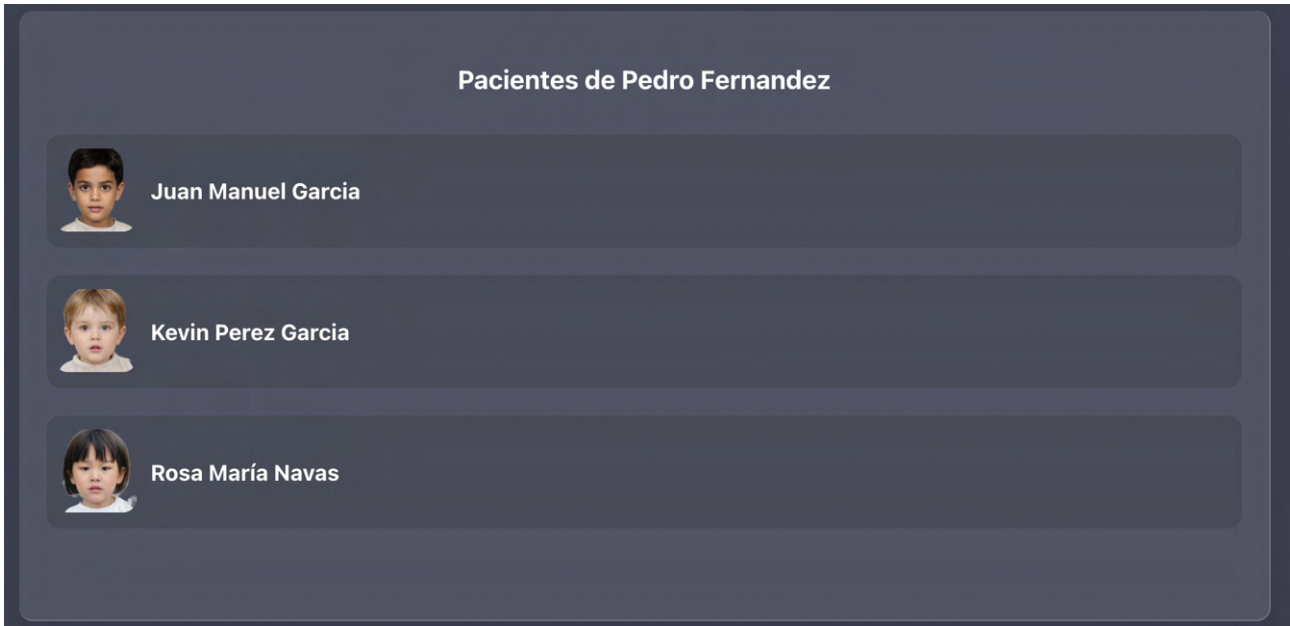 Pacientes de Pedro Fernandez
Juan Manuel Garcia
Kevin Perez Garcia
Rosa María Navas